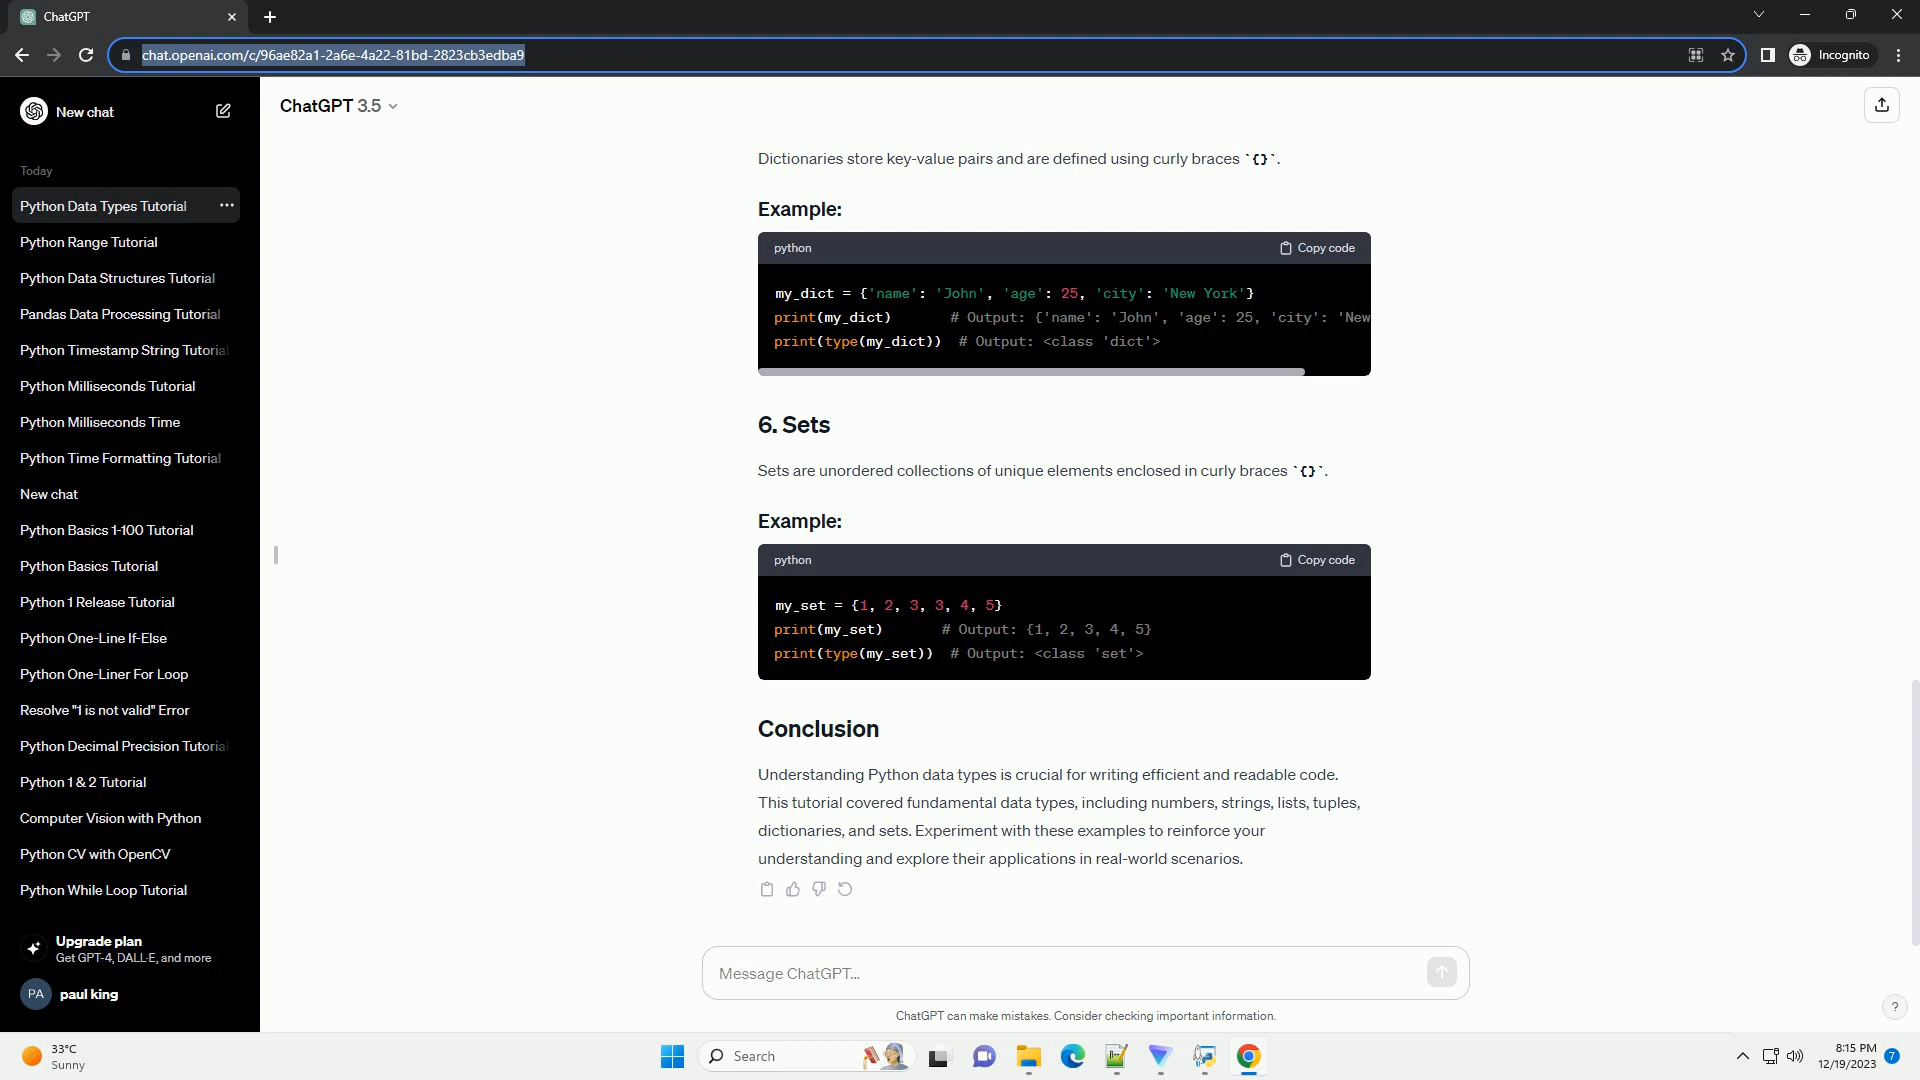 ChatGPT
chat.openai.com/c/96ae82a1-2a6e-4a22-81bd-2823cb3edba9
Incognito
New chat
Today
Python Data Types Tutorial
Python Range Tutorial
Python Data Structures Tutorial
Pandas Data Processing Tutorial
Python Timestamp String Tutorial
Python Milliseconds Tutorial
Python Milliseconds Time
Python Time Formatting Tutorial
New chat
Python Basics 1-100 Tutorial
Python Basics Tutorial
Python 1 Release Tutorial
Python One-Line If-Else
Python One-Liner For Loop
Resolve "1 is not valid" Error
Python Decimal Precision Tutorial
Python 1 & 2 Tutorial
Computer Vision with Python
Python CV with OpenCV
Python While Loop Tutorial
Upgrade plan
Get GPT-4, DALL·E, and more
PA
paul king
ChatGPT 3.5
Dictionaries store key-value pairs and are defined using curly braces `{}`.
Example:
python
Copy code
my_dict = {'name': 'John', 'age': 25, 'city': 'New York'}
print(my_dict)       # Output: {'name': 'John', 'age': 25, 'city': 'New
print(type(my_dict))  # Output: <class 'dict'>
6. Sets
Sets are unordered collections of unique elements enclosed in curly braces `{}`.
Example:
python
Copy code
my_set = {1, 2, 3, 3, 4, 5}
print(my_set)       # Output: {1, 2, 3, 4, 5}
print(type(my_set))  # Output: <class 'set'>
Conclusion
Understanding Python data types is crucial for writing efficient and readable code.
This tutorial covered fundamental data types, including numbers, strings, lists, tuples,
dictionaries, and sets. Experiment with these examples to reinforce your
understanding and explore their applications in real-world scenarios.
Message ChatGPT...
ChatGPT can make mistakes. Consider checking important information.
?
33°C
Sunny
Search
8:15 PM
12/19/2023
7